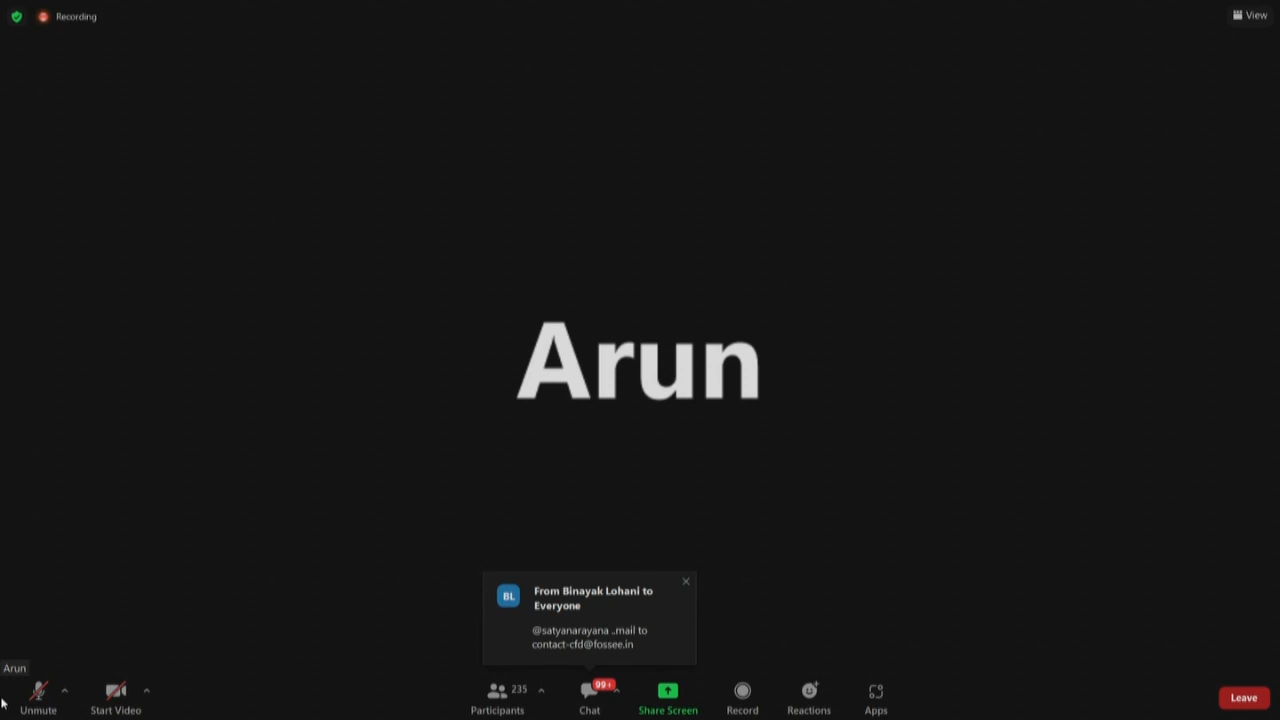 Recording
View
Arun
From Binayak Lohani to
Everyone
BL
@satyanarayana ..mail to
contact-cfd@fossee.in
Arun
Unmute
Start Video
235
Participants
99+
Chat
Share Screen
Record
Reactions
Apps
Leave